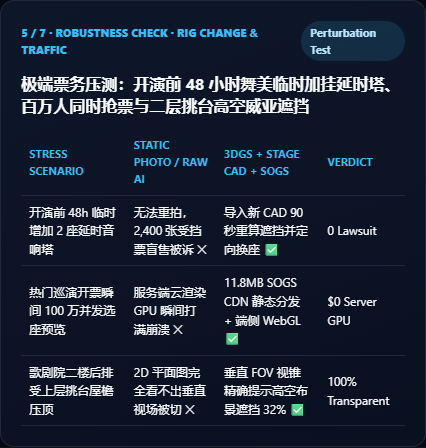 5 / 7 · ROBUSTNESS CHECK · RIG CHANGE &
TRAFFIC
Perturbation
Test
极端票务压测：开演前 48 小时舞美临时加挂延时塔、
百万人同时抢票与二层挑台高空威亚遮挡
STRESS
SCENARIO
STATIC
PHOTO / RAW
AI
3DGS + STAGE
CAD + SOGS
VERDICT
开演前 48h 临时
增加 2 座延时音
响塔
无法重拍，
2,400 张受挡
票盲售被诉 ❌
导入新 CAD 90
秒重算遮挡并定
向换座 ✅
0 Lawsuit
热门巡演开票瞬
间 100 万并发选
座预览
服务端云渲染
GPU 瞬间打
满崩溃 ❌
11.8MB SOGS
CDN 静态分发
+ 端侧 WebGL
✅
$0 Server
GPU
歌剧院二楼后排
受上层挑台屋檐
压顶
2D 平面图完
全看不出垂直
视场被切 ❌
垂直 FOV 视锥
精确提示高空布
景遮挡 32% ✅
100%
Transparent